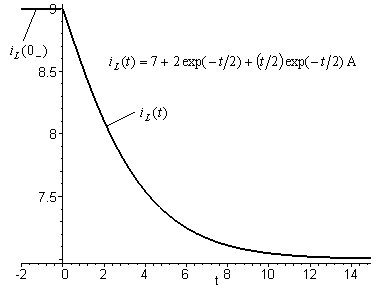 9
i_L(0_)
i_L(t) = 7 + 2 exp(−t/2) + (t/2) exp(−t/2) A
8.5
i_L(t)
8
7.5
-2 0 2 4 6 8 10 12 14
t